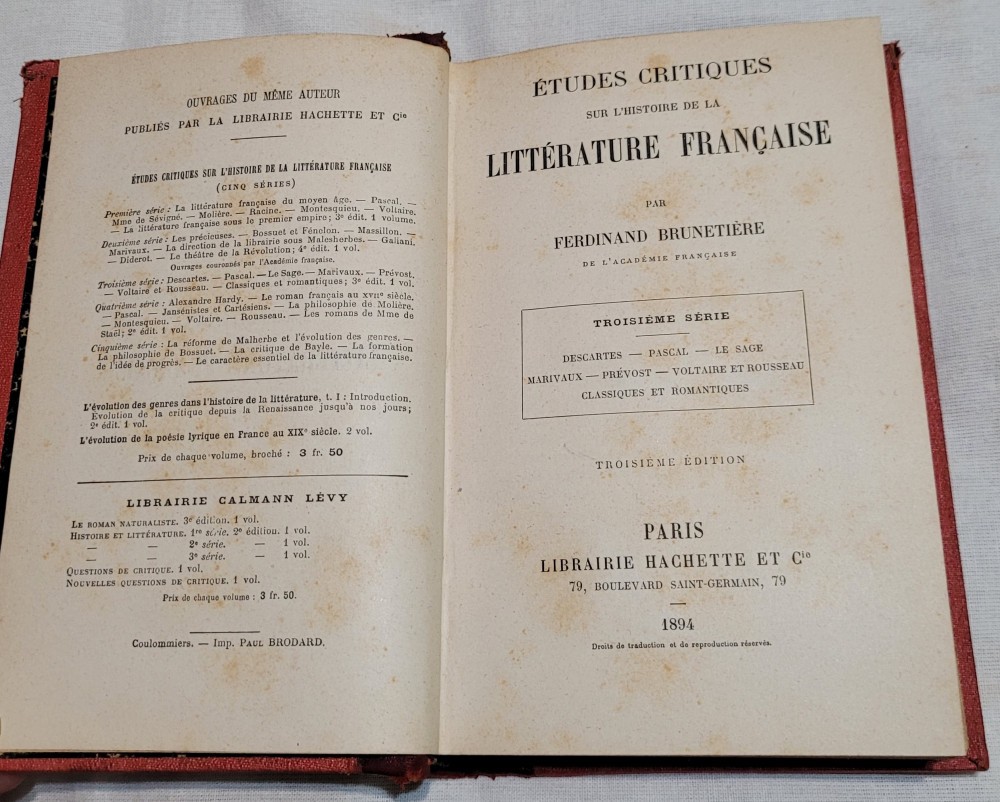 OUVRAGES DU MÊME AUTEUR
PUBLIÉS PAR LA LIBRAIRIE HACHETTE ET Cie
ÉTUDES CRITIQUES SUR L'HISTOIRE DE LA LITTÉRATURE FRANÇAISE
(CINQ SÉRIES)
Première série : La littérature française du moyen âge. — Pascal. —
Mme de Sévigné. — Molière. — Racine. — Montesquieu. — Voltaire.
— La littérature française sous le premier empire; 3e édit. 1 volume.
Deuxième série : Les précieuses. — Bossuet et Fénelon. — Massillon. —
Marivaux. — La direction de la librairie sous Malesherbes. — Galiani.
— Diderot. — Le théâtre de la Révolution; 4e édit. 1 vol.
Ouvrages couronnés par l'Académie française.
Troisième série : Descartes. — Pascal. — Le Sage. — Marivaux. — Prévost.
— Voltaire et Rousseau. — Classiques et romantiques; 3e édit. 1 vol.
Quatrième série : Alexandre Hardy. — Le roman français au XVIIe siècle.
— Pascal. — Jansénistes et Cartésiens. — La philosophie de Molière.
— Montesquieu. — Voltaire. — Rousseau. — Les romans de Mme de
Staël; 2e édit. 1 vol.
Cinquième série : La réforme de Malherbe et l'évolution des genres. —
La philosophie de Bossuet. — La critique de Bayle. — La formation
de l'idée de progrès. — Le caractère essentiel de la littérature française.
L'évolution des genres dans l'histoire de la littérature, t. I : Introduction.
Evolution de la critique depuis la Renaissance jusqu'à nos jours;
2e édit. 1 vol.
L'évolution de la poésie lyrique en France au XIXe siècle. 2 vol.
Prix de chaque volume, broché : 3 fr. 50
LIBRAIRIE CALMANN LÉVY
LE ROMAN NATURALISTE. 3e édition. 1 vol.
HISTOIRE ET LITTÉRATURE. 1re série. 2e édition. 1 vol.
— — 2e série. — 1 vol.
— — 3e série. — 1 vol.
QUESTIONS DE CRITIQUE. 1 vol.
NOUVELLES QUESTIONS DE CRITIQUE. 1 vol.
Prix de chaque volume : 3 fr. 50.
Coulommiers. — Imp. PAUL BRODARD.
ÉTUDES CRITIQUES
SUR L'HISTOIRE DE LA
LITTÉRATURE FRANÇAISE
PAR
FERDINAND BRUNETIÈRE
DE L'ACADÉMIE FRANÇAISE
TROISIÈME SÉRIE
DESCARTES — PASCAL — LE SAGE
MARIVAUX — PRÉVOST — VOLTAIRE ET ROUSSEAU
CLASSIQUES ET ROMANTIQUES
TROISIEME ÉDITION
PARIS
LIBRAIRIE HACHETTE ET Cie
79, BOULEVARD SAINT-GERMAIN, 79
1894
Droits de traduction et de reproduction réservés.